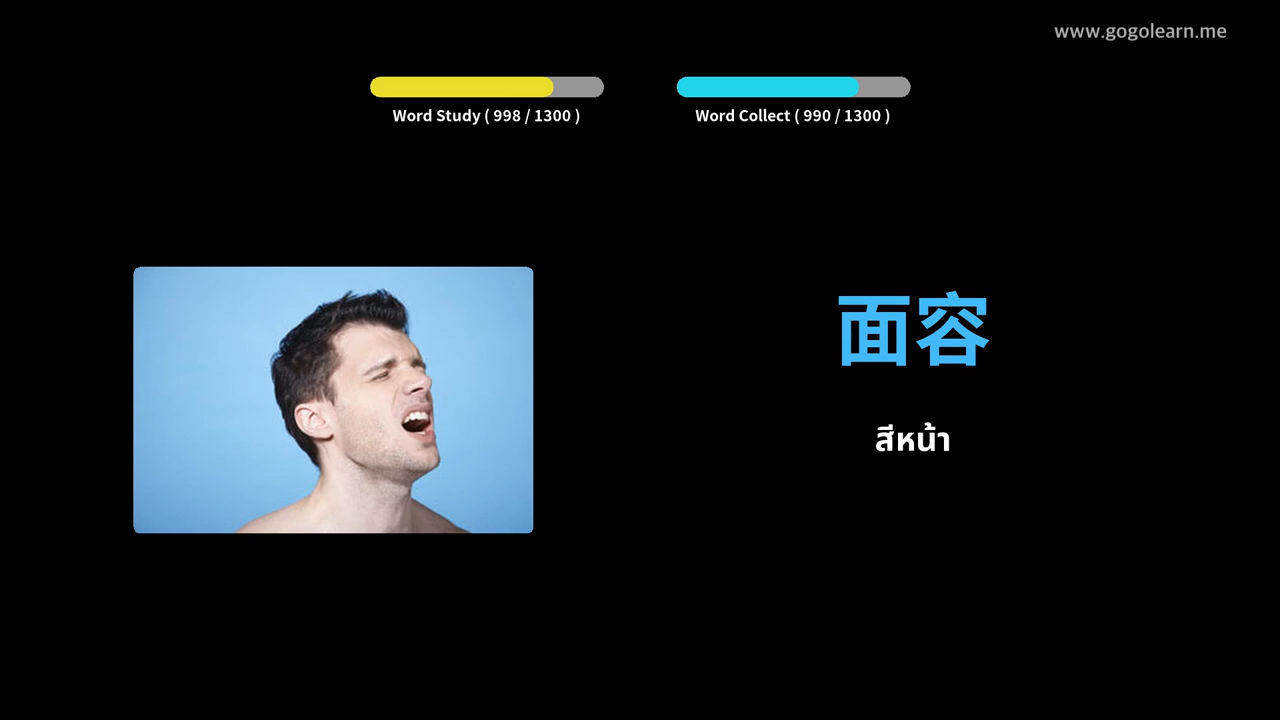 www.gogolearn.me
Word Study ( 998 / 1300 )
Word Collect ( 990 / 1300 )
面容
สีหน้า